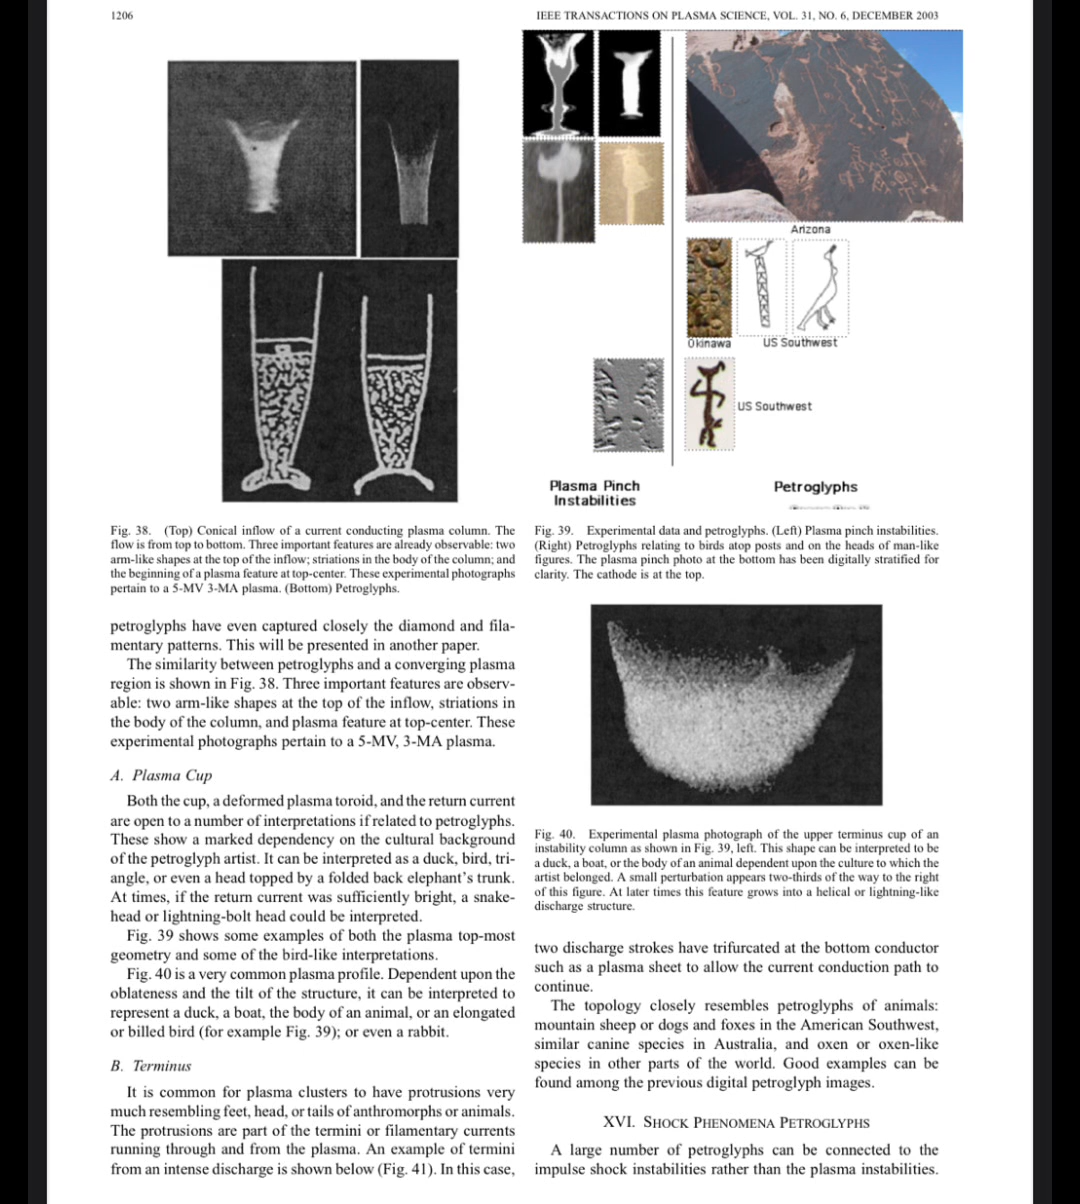 1206
IEEE TRANSACTIONS ON PLASMA SCIENCE, VOL. 31, NO. 6, DECEMBER 2003
Fig. 38. (Top) Conical inflow of a current conducting plasma column. The
flow is from top to bottom. Three important features are already observable: two
arm-like shapes at the top of the inflow; striations in the body of the column; and
the beginning of a plasma feature at top-center. These experimental photographs
pertain to a 5-MV 3-MA plasma. (Bottom) Petroglyphs.
petroglyphs have even captured closely the diamond and fila-
mentary patterns. This will be presented in another paper.
The similarity between petroglyphs and a converging plasma
region is shown in Fig. 38. Three important features are observ-
able: two arm-like shapes at the top of the inflow, striations in
the body of the column, and plasma feature at top-center. These
experimental photographs pertain to a 5-MV, 3-MA plasma.
A. Plasma Cup
Both the cup, a deformed plasma toroid, and the return current
are open to a number of interpretations if related to petroglyphs.
These show a marked dependency on the cultural background
of the petroglyph artist. It can be interpreted as a duck, bird, tri-
angle, or even a head topped by a folded back elephant's trunk.
At times, if the return current was sufficiently bright, a snake-
head or lightning-bolt head could be interpreted.
Fig. 39 shows some examples of both the plasma top-most
geometry and some of the bird-like interpretations.
Fig. 40 is a very common plasma profile. Dependent upon the
oblateness and the tilt of the structure, it can be interpreted to
represent a duck, a boat, the body of an animal, or an elongated
or billed bird (for example Fig. 39); or even a rabbit.
B. Terminus
It is common for plasma clusters to have protrusions very
much resembling feet, head, or tails of anthromorphs or animals.
The protrusions are part of the termini or filamentary currents
running through and from the plasma. An example of termini
from an intense discharge is shown below (Fig. 41). In this case,
Arizona
Okinawa
US Southwest
US Southwest
Plasma Pinch
Instabilities
Petroglyphs
Fig. 39. Experimental data and petroglyphs. (Left) Plasma pinch instabilities.
(Right) Petroglyphs relating to birds atop posts and on the heads of man-like
figures. The plasma pinch photo at the bottom has been digitally stratified for
clarity. The cathode is at the top.
Fig. 40. Experimental plasma photograph of the upper terminus cup of an
instability column as shown in Fig. 39, left. This shape can be interpreted to be
a duck, a boat, or the body of an animal dependent upon the culture to which the
artist belonged. A small perturbation appears two-thirds of the way to the right
of this figure. At later times this feature grows into a helical or lightning-like
discharge structure.
two discharge strokes have trifurcated at the bottom conductor
such as a plasma sheet to allow the current conduction path to
continue.
The topology closely resembles petroglyphs of animals:
mountain sheep or dogs and foxes in the American Southwest,
similar canine species in Australia, and oxen or oxen-like
species in other parts of the world. Good examples can be
found among the previous digital petroglyph images.
XVI. SHOCK PHENOMENA PETROGLYPHS
A large number of petroglyphs can be connected to the
impulse shock instabilities rather than the plasma instabilities.